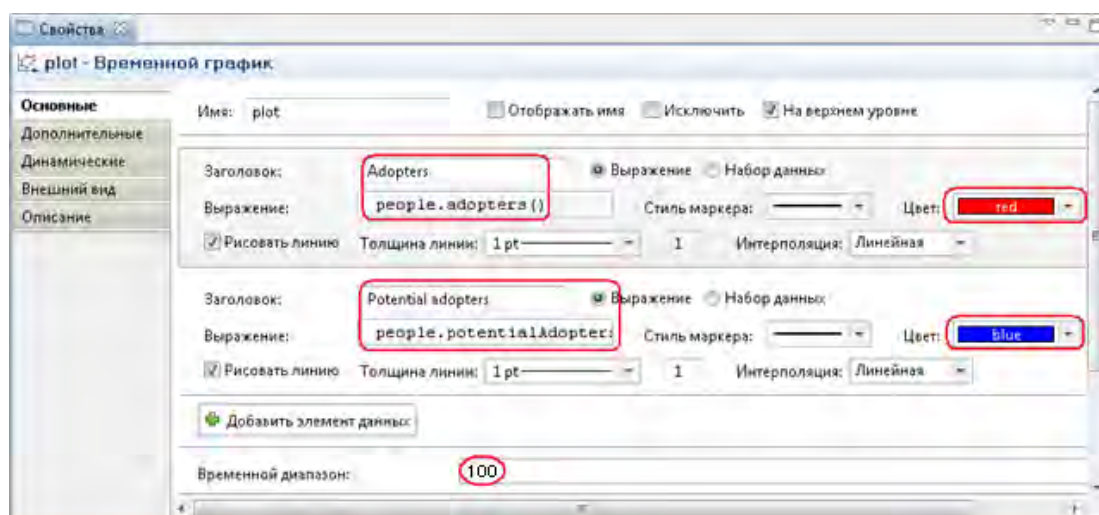 Свойства
plot - Временной график
Основные
Дополнительные
Динамические
Внешний вид
Описание
Имя: plot Отображать имя Исключить На верхнем уровне
Заголовок: Adopters Выражение Набор данных
Выражение: people.adopters() Стиль маркера: Цвет: red
Рисовать линию Толщина линии: 1 pt 1 Интерполяция: Линейная
Заголовок: Potential adopters Выражение Набор данных
Выражение: people.potentialAdopters Стиль маркера: Цвет: blue
Рисовать линию Толщина линии: 1 pt 1 Интерполяция: Линейная
Добавить элемент данных
Временной диапазон: 100